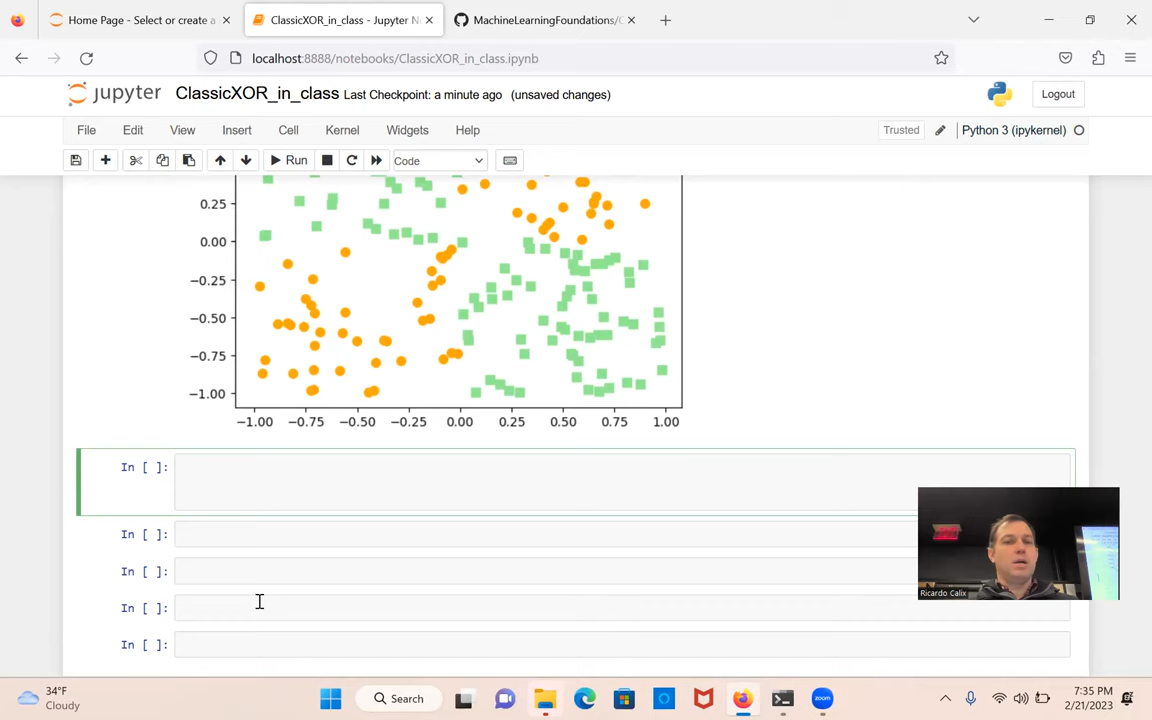 Home Page - Select or create a
ClassicXOR_in_class - Jupyter N
MachineLearningFoundations/C
localhost:8888/notebooks/ClassicXOR_in_class.ipynb
jupyter ClassicXOR_in_class Last Checkpoint: a minute ago (unsaved changes)
Logout
File Edit View Insert Cell Kernel Widgets Help
Trusted
Python 3 (ipykernel)
Run
Code
0.25
0.00
−0.25
−0.50
−0.75
−1.00
−1.00 −0.75 −0.50 −0.25 0.00 0.25 0.50 0.75 1.00
In [ ]:
In [ ]:
In [ ]:
In [ ]:
In [ ]:
Ricardo Calix
34°F
Cloudy
Search
zoom
7:35 PM
2/21/2023